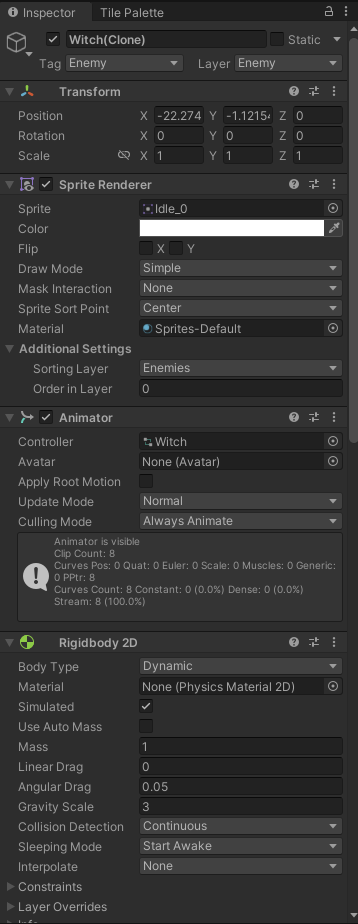 Inspector Tile Palette
Witch(Clone) Static
Tag Enemy Layer Enemy
Transform
Position X -22.274 Y -1.1215 Z 0
Rotation X 0 Y 0 Z 0
Scale X 1 Y 1 Z 1
Sprite Renderer
Sprite Idle_0
Color
Flip X Y
Draw Mode Simple
Mask Interaction None
Sprite Sort Point Center
Material Sprites-Default
Additional Settings
Sorting Layer Enemies
Order in Layer 0
Animator
Controller Witch
Avatar None (Avatar)
Apply Root Motion
Update Mode Normal
Culling Mode Always Animate
Animator is visible
Clip Count: 8
Curves Pos: 0 Quat: 0 Euler: 0 Scale: 0 Muscles: 0 Generic:
0 PPtr: 8
Curves Count: 8 Constant: 0 (0.0%) Dense: 0 (0.0%)
Stream: 8 (100.0%)
Rigidbody 2D
Body Type Dynamic
Material None (Physics Material 2D)
Simulated
Use Auto Mass
Mass 1
Linear Drag 0
Angular Drag 0.05
Gravity Scale 3
Collision Detection Continuous
Sleeping Mode Start Awake
Interpolate None
Constraints
Layer Overrides
Info